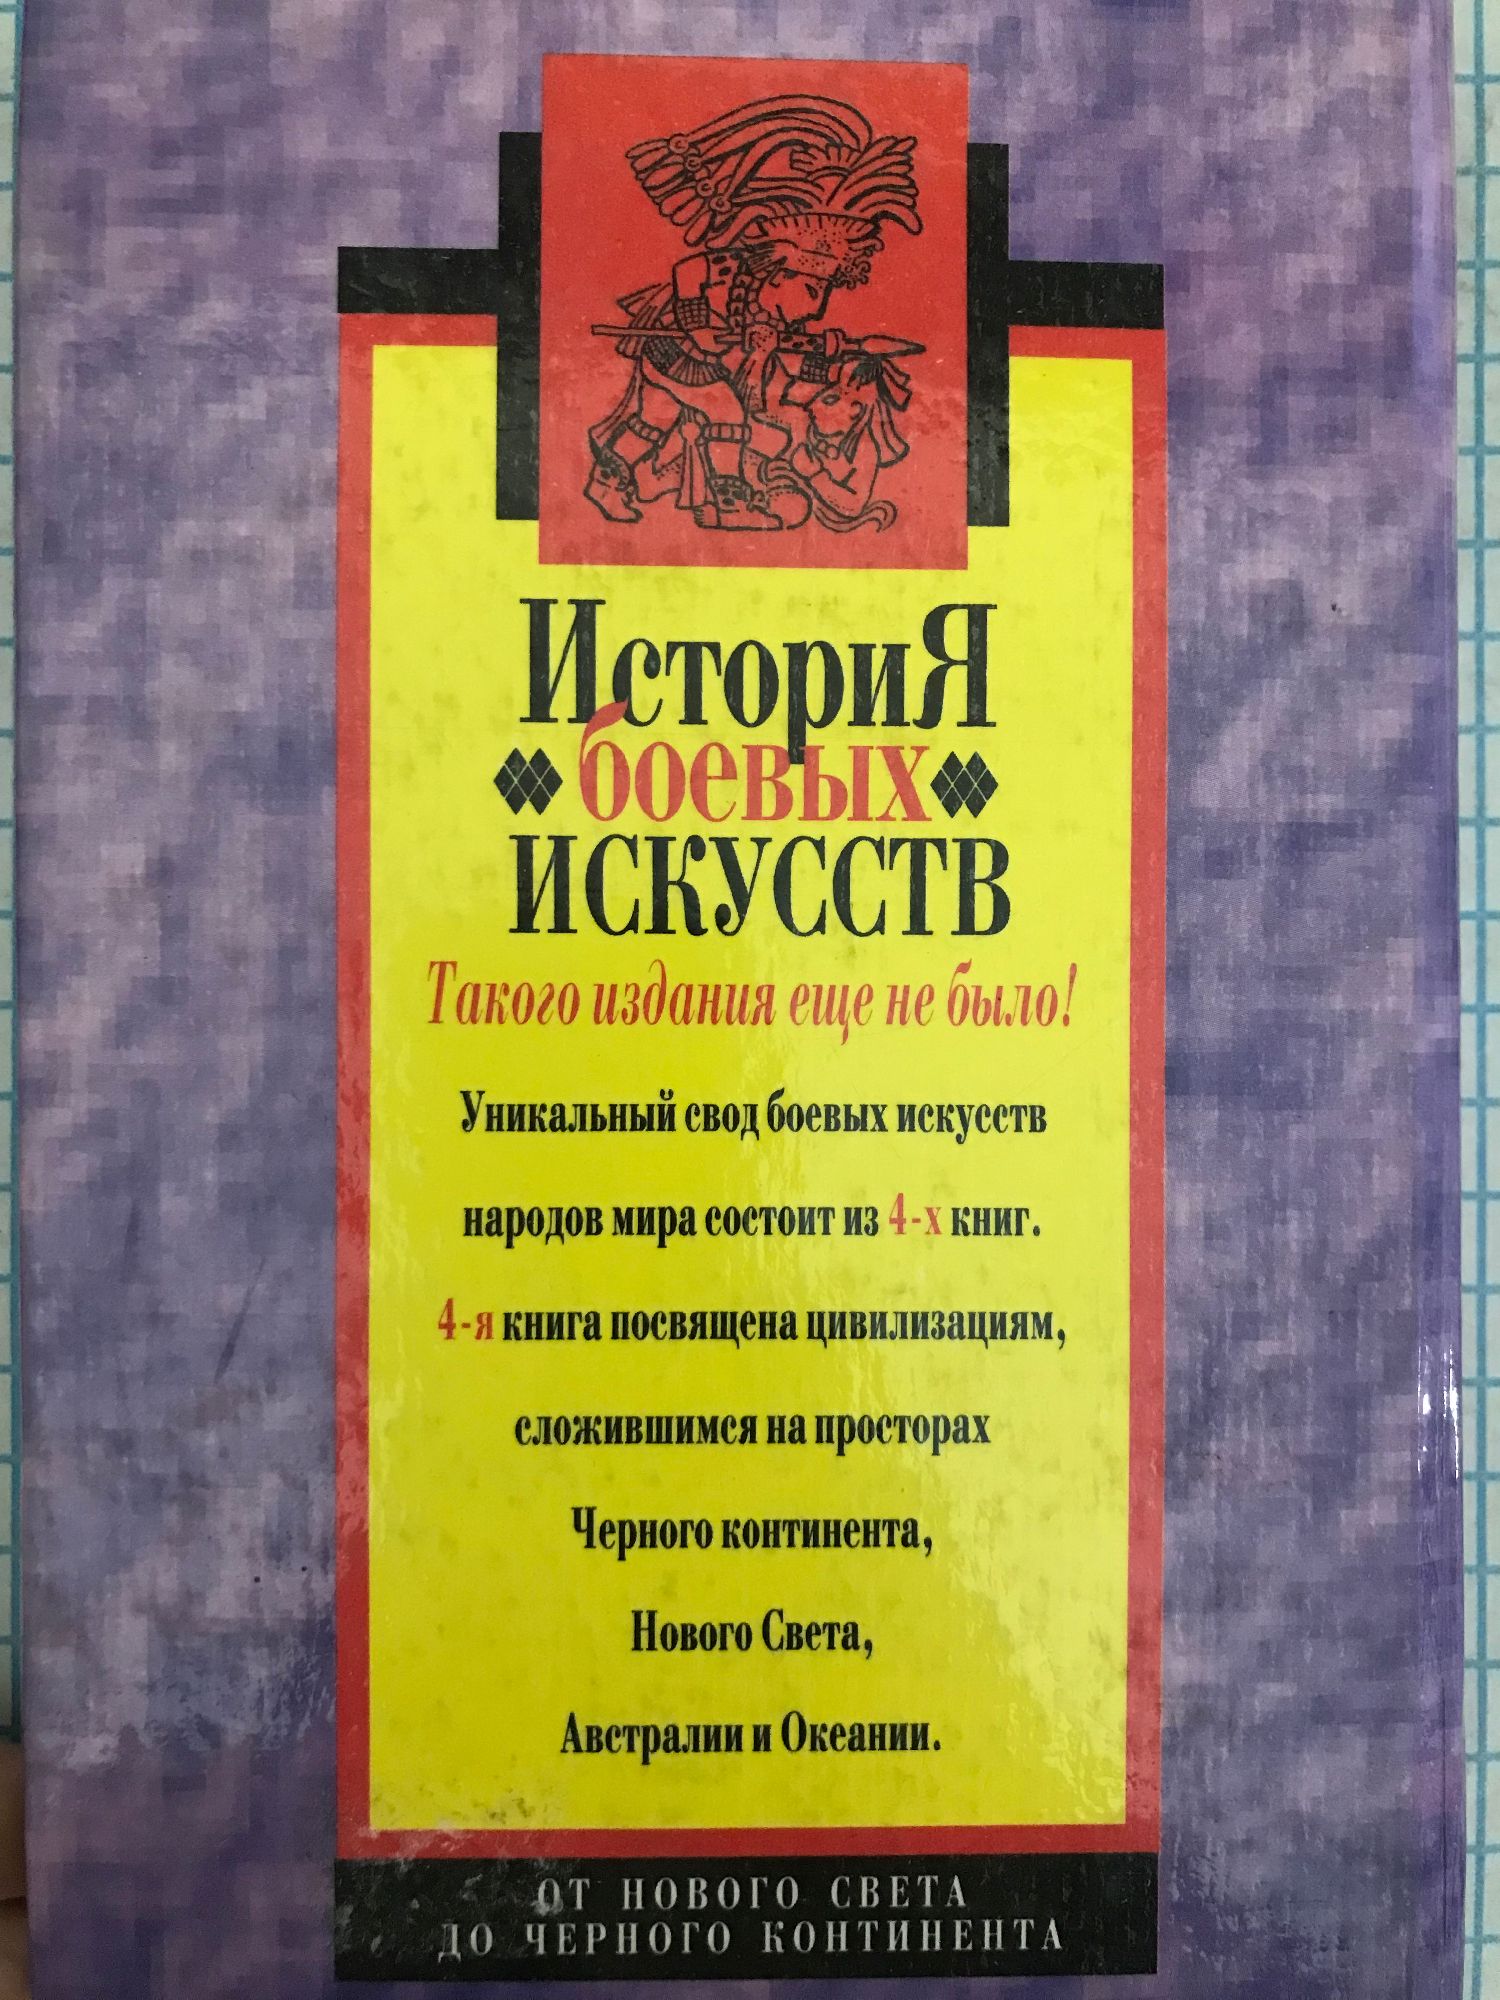 ИсториЯ
боевых
ИСКУССТВ
Такого издания еще не было!
Уникальный свод боевых искусств
народов мира состоит из 4-х книг.
4-я книга посвящена цивилизациям,
сложившимся на просторах
Черного континента,
Нового Света,
Австралии и Океании.
ОТ НОВОГО СВЕТА
ДО ЧЕРНОГО КОНТИНЕНТА